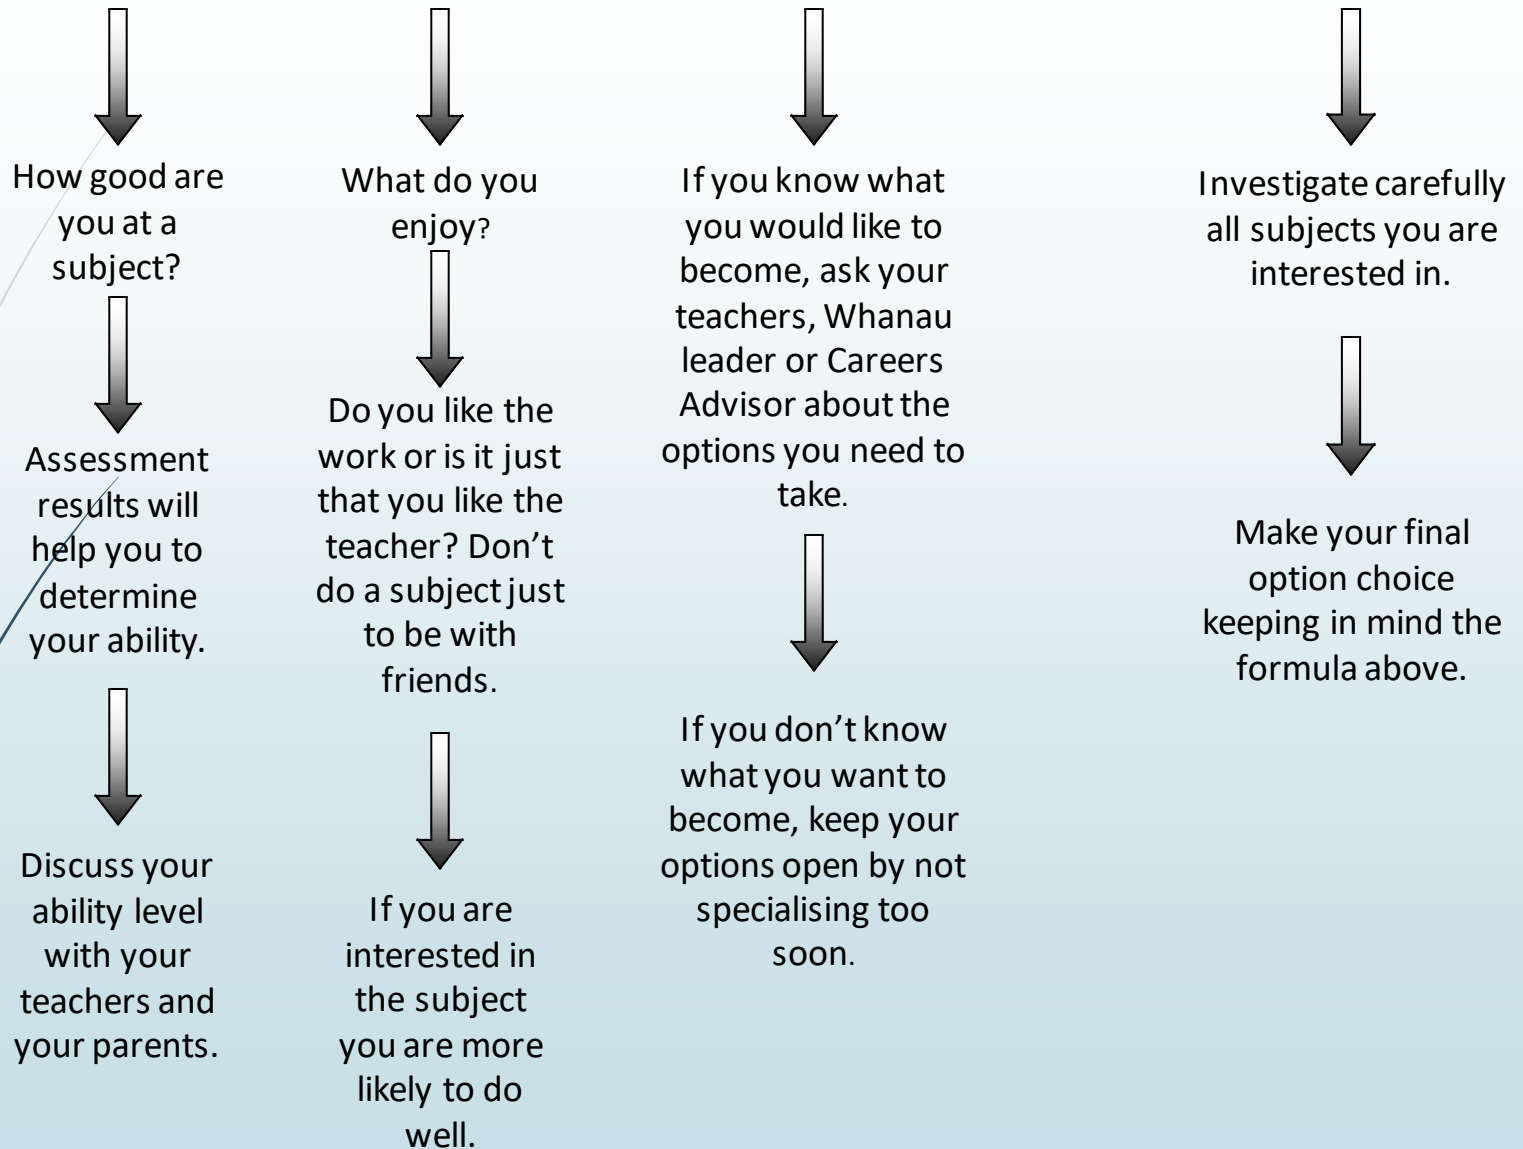 How good are
you at a
subject?
Assessment
results will
help you to
determine
your ability.
Discuss your
ability level
with your
teachers and
your parents.
What do you
enjoy?
Do you like the
work or is it just
that you like the
teacher? Don’t
do a subject just
to be with
friends.
If you are
interested in
the subject
you are more
likely to do
well.
If you know what
you would like to
become, ask your
teachers, Whanau
leader or Careers
Advisor about the
options you need to
take.
If you don’t know
what you want to
become, keep your
options open by not
specialising too
soon.
Investigate carefully
all subjects you are
interested in.
Make your final
option choice
keeping in mind the
formula above.